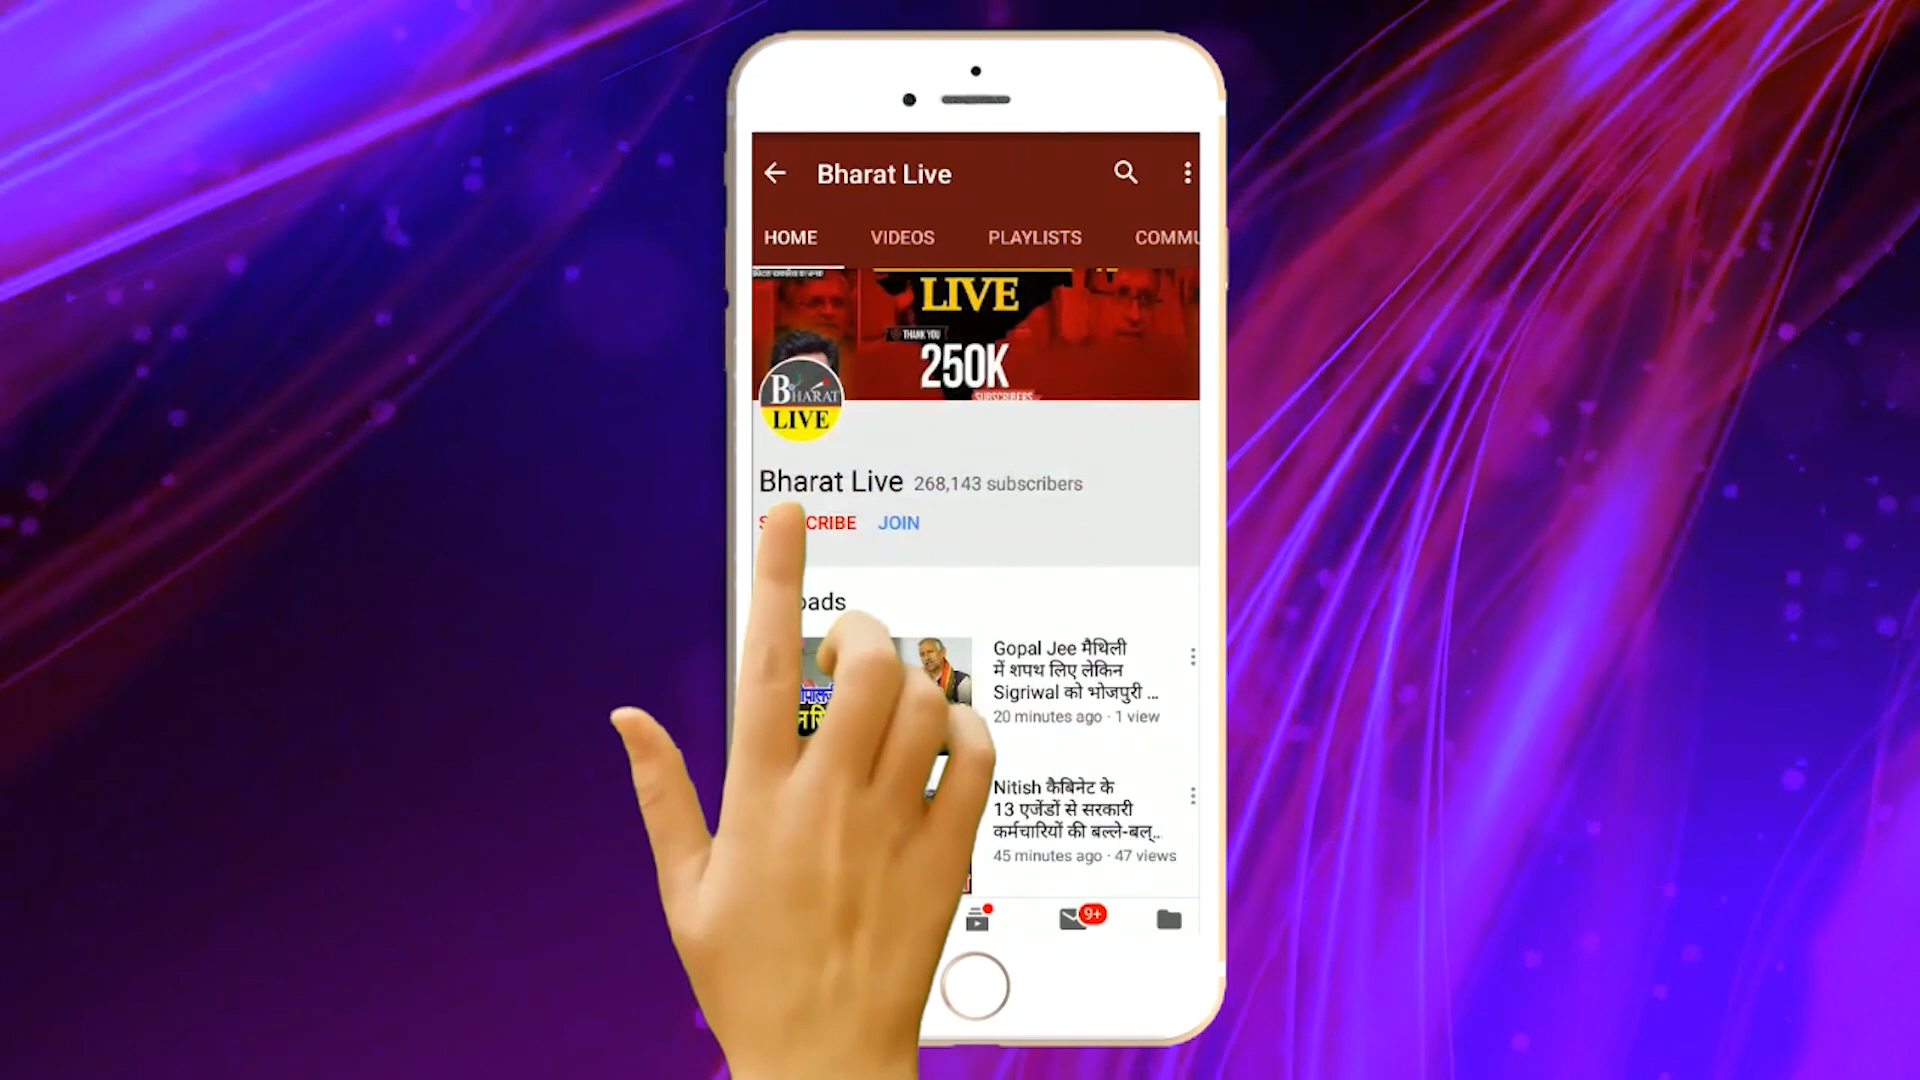 Bharat Live
HOME VIDEOS PLAYLISTS COMMU
LIVE
THANK YOU
250K
SUBSCRIBERS
BHARAT
LIVE
Bharat Live 268,143 subscribers
CRIBE JOIN
oads
Gopal Jee मैथिली
में शपथ लिए लेकिन
Sigriwal को भोजपुरी ...
20 minutes ago · 1 view
Nitish कैबिनेट के
13 एजेंडों से सरकारी
कर्मचारियों की बल्ले-बल्...
45 minutes ago · 47 views
9+